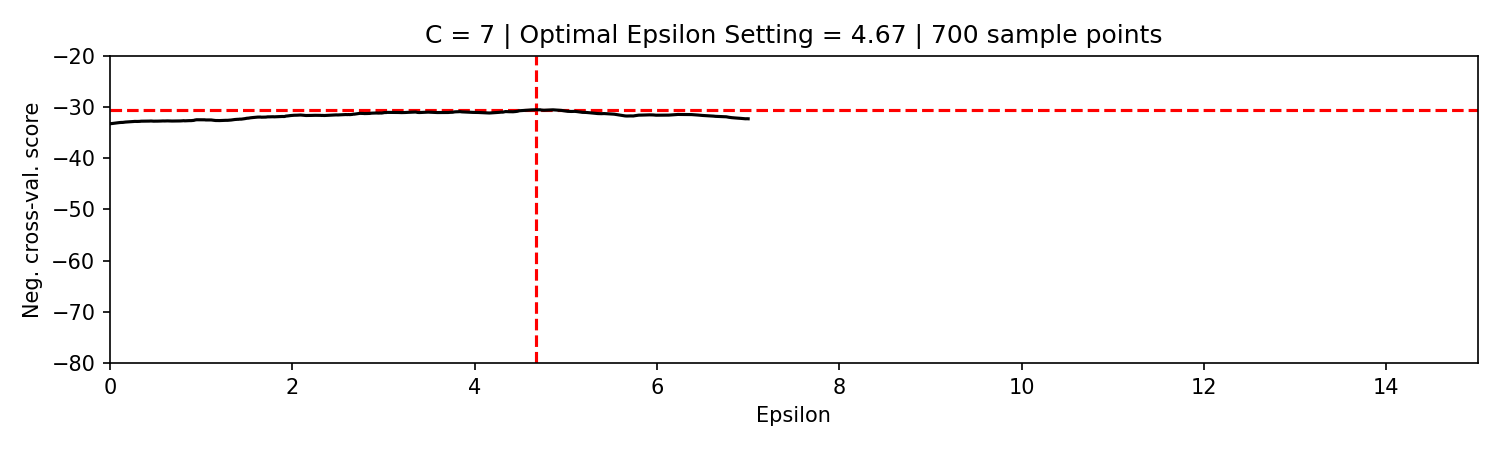 C = 7 | Optimal Epsilon Setting = 4.67 | 700 sample points
−20
−30
−40
−50
−60
−70
−80
Neg. cross-val. score
0 2 4 6 8 10 12 14
Epsilon